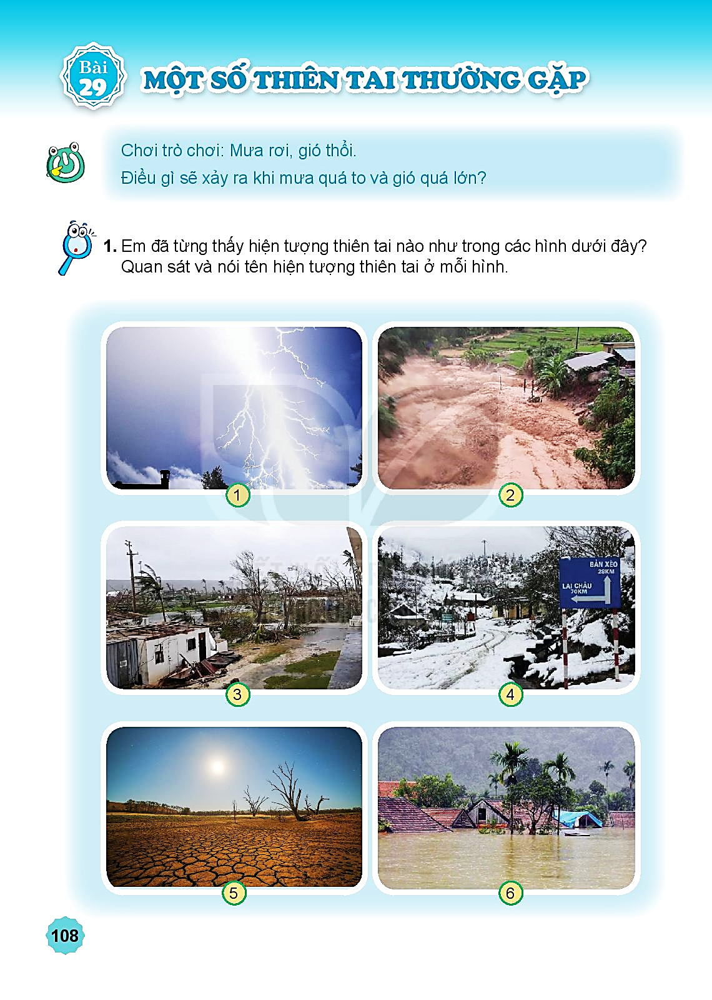 Bài
29
MỘT SỐ THIÊN TAI THƯỜNG GẶP
Chơi trò chơi: Mưa rơi, gió thổi.
Điều gì sẽ xảy ra khi mưa quá to và gió quá lớn?
1. Em đã từng thấy hiện tượng thiên tai nào như trong các hình dưới đây?
Quan sát và nói tên hiện tượng thiên tai ở mỗi hình.
1
2
BẢN XÈO
28KM
LAI CHÂU
70KM
3
4
5
6
108